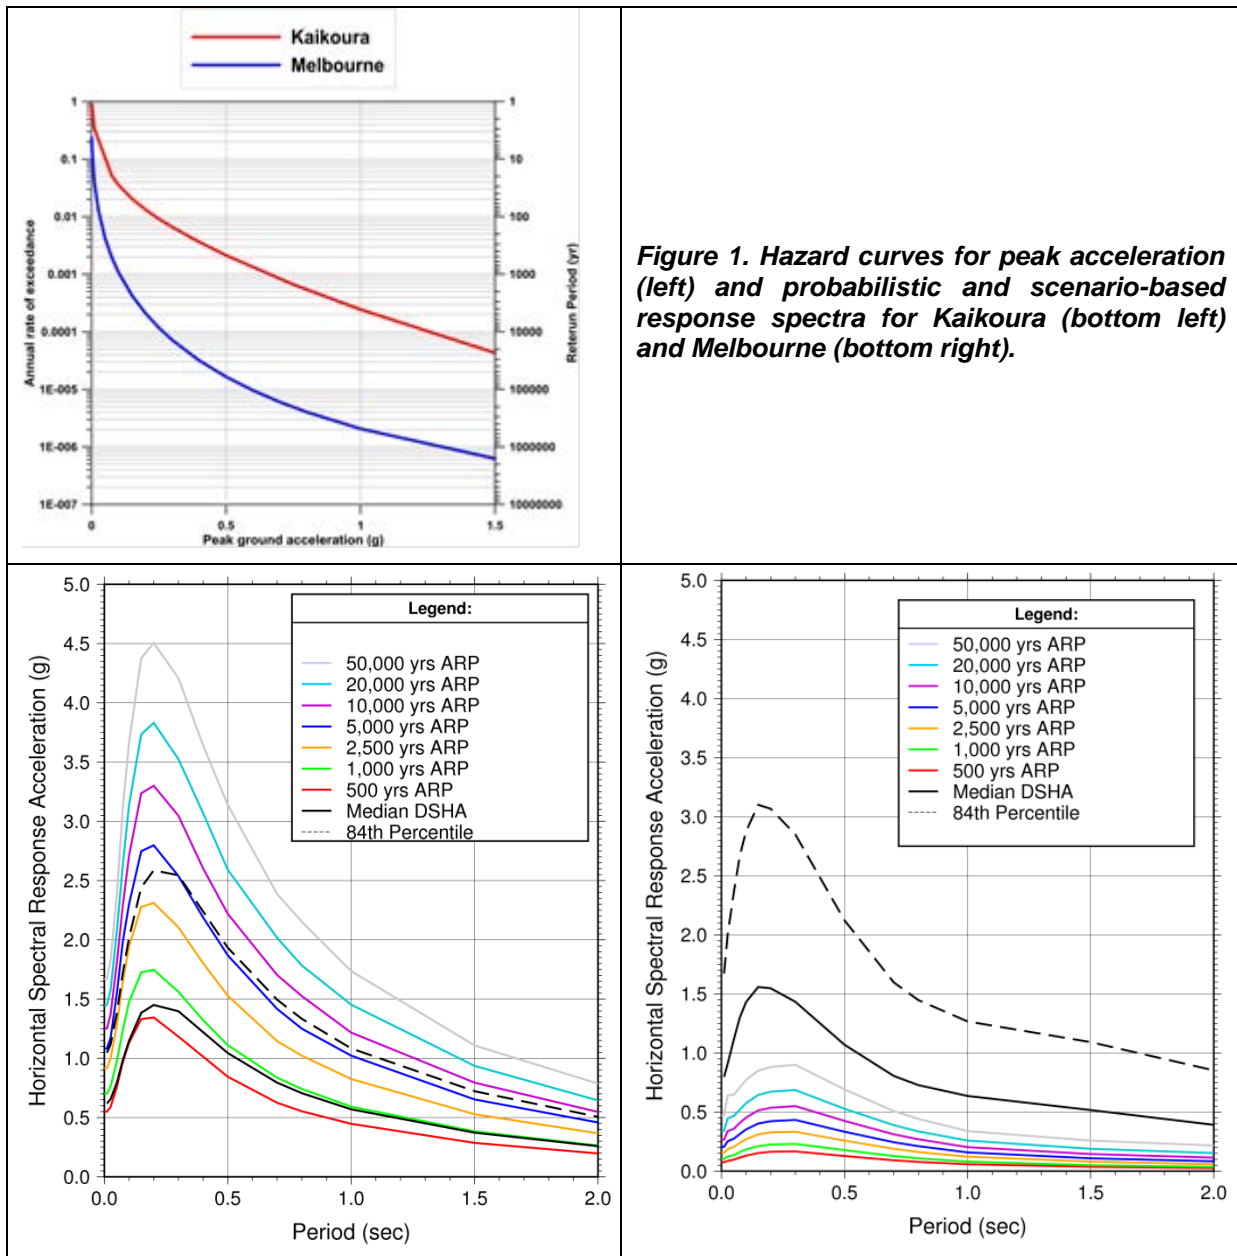 Kaikoura
Melbourne
1
0.1
0.01
0.001
0.0001
1E-005
1E-006
1E-007
Annual rate of exceedance
1
10
100
1000
10000
100000
1000000
10000000
Reterun Period (yr)
0
0.5
1
1.5
Peak ground acceleration (g)
Figure 1. Hazard curves for peak acceleration
(left) and probabilistic and scenario-based
response spectra for Kaikoura (bottom left)
and Melbourne (bottom right).
5.0
4.5
4.0
3.5
3.0
2.5
2.0
1.5
1.0
0.5
0.0
Horizontal Spectral Response Acceleration (g)
Legend:
50,000 yrs ARP
20,000 yrs ARP
10,000 yrs ARP
5,000 yrs ARP
2,500 yrs ARP
1,000 yrs ARP
500 yrs ARP
Median DSHA
84th Percentile
0.0
0.5
1.0
1.5
2.0
Period (sec)
5.0
4.5
4.0
3.5
3.0
2.5
2.0
1.5
1.0
0.5
0.0
Horizontal Spectral Response Acceleration (g)
Legend:
50,000 yrs ARP
20,000 yrs ARP
10,000 yrs ARP
5,000 yrs ARP
2,500 yrs ARP
1,000 yrs ARP
500 yrs ARP
Median DSHA
84th Percentile
0.0
0.5
1.0
1.5
2.0
Period (sec)